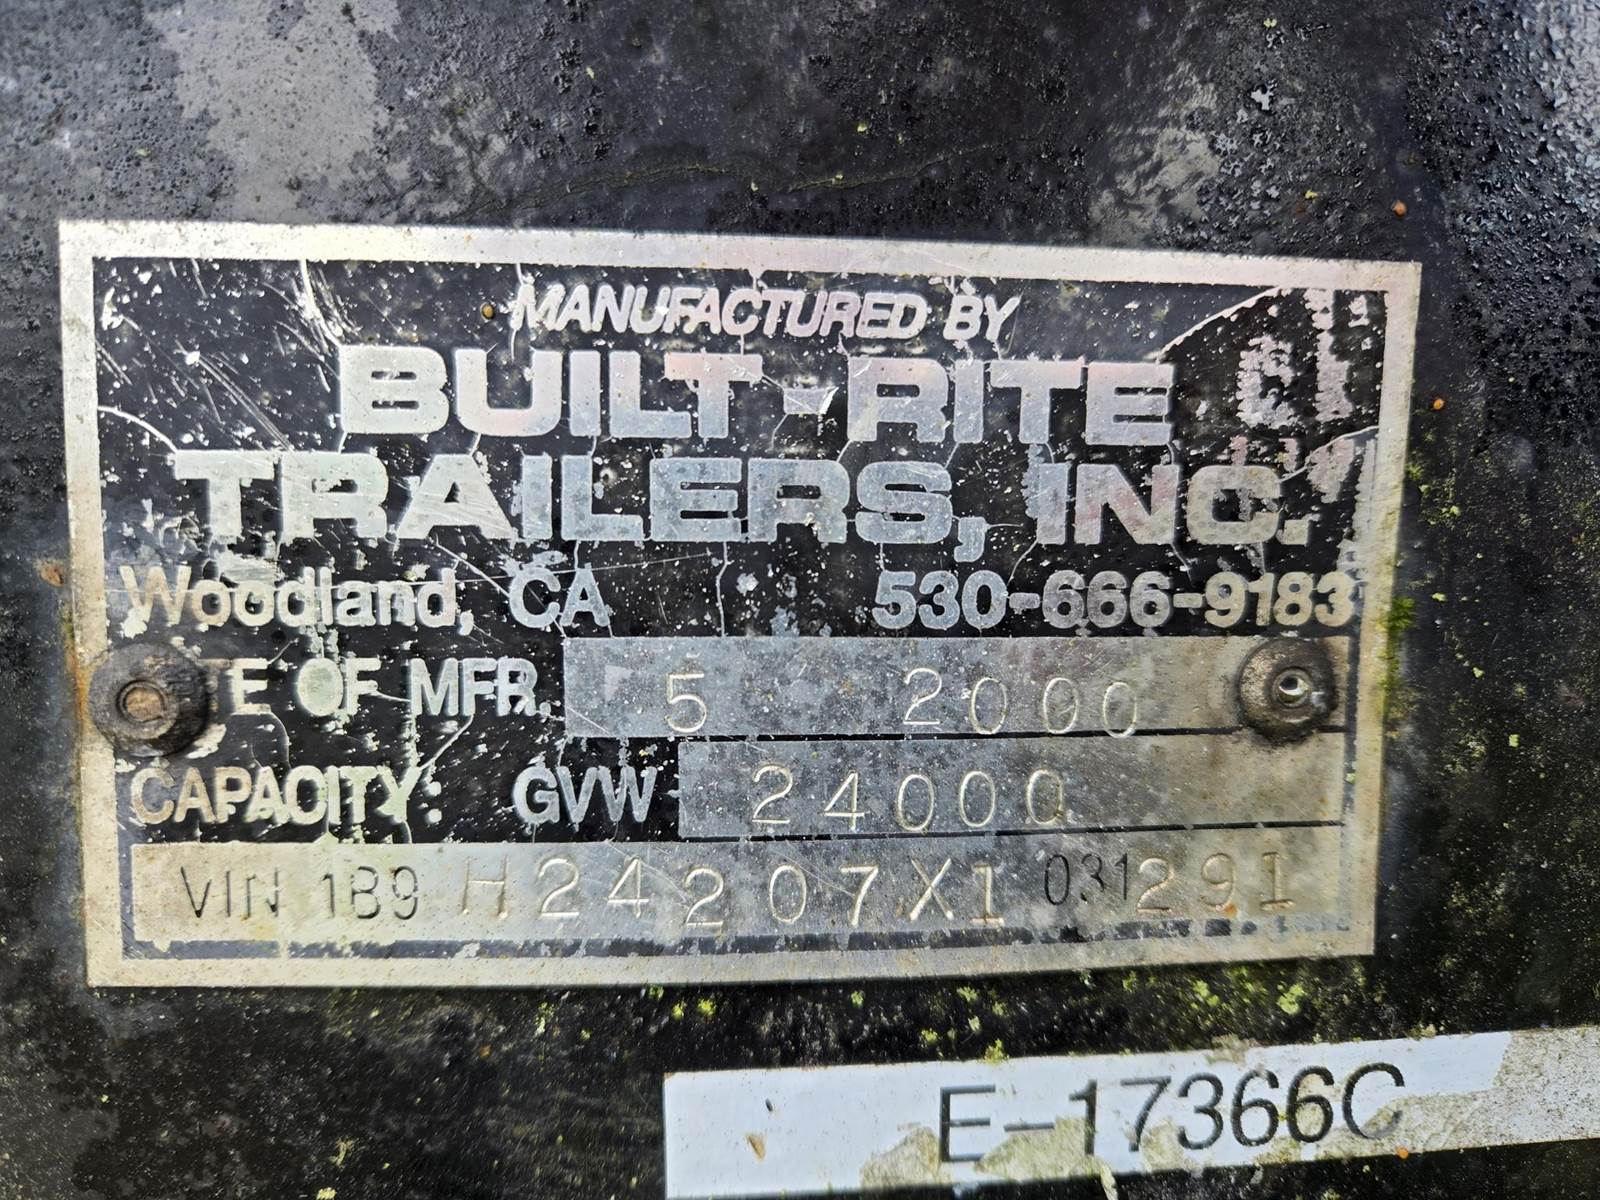 MANUFACTURED BY
BUILT-RITE
TRAILERS, INC.
Woodland, CA 530-666-9183
TE OF MFR. 5 2000
CAPACITY: GVW 24000
VIN 1B9 H24207X1 031291
E-17366C